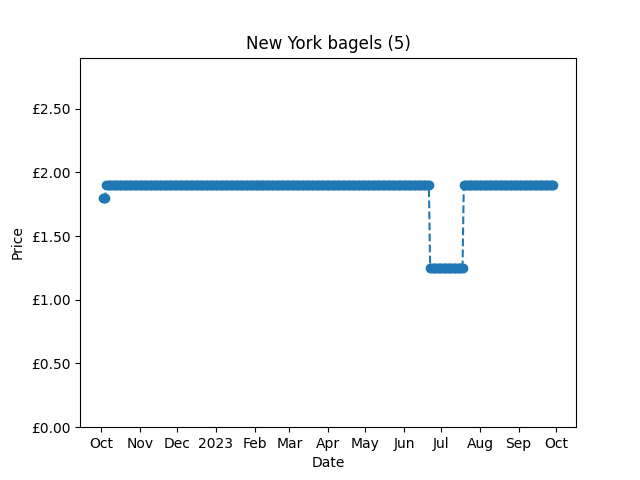 New York bagels (5)
£2.50
£2.00
£1.50
£1.00
£0.50
£0.00
Price
Oct Nov Dec 2023 Feb Mar Apr May Jun Jul Aug Sep Oct
Date